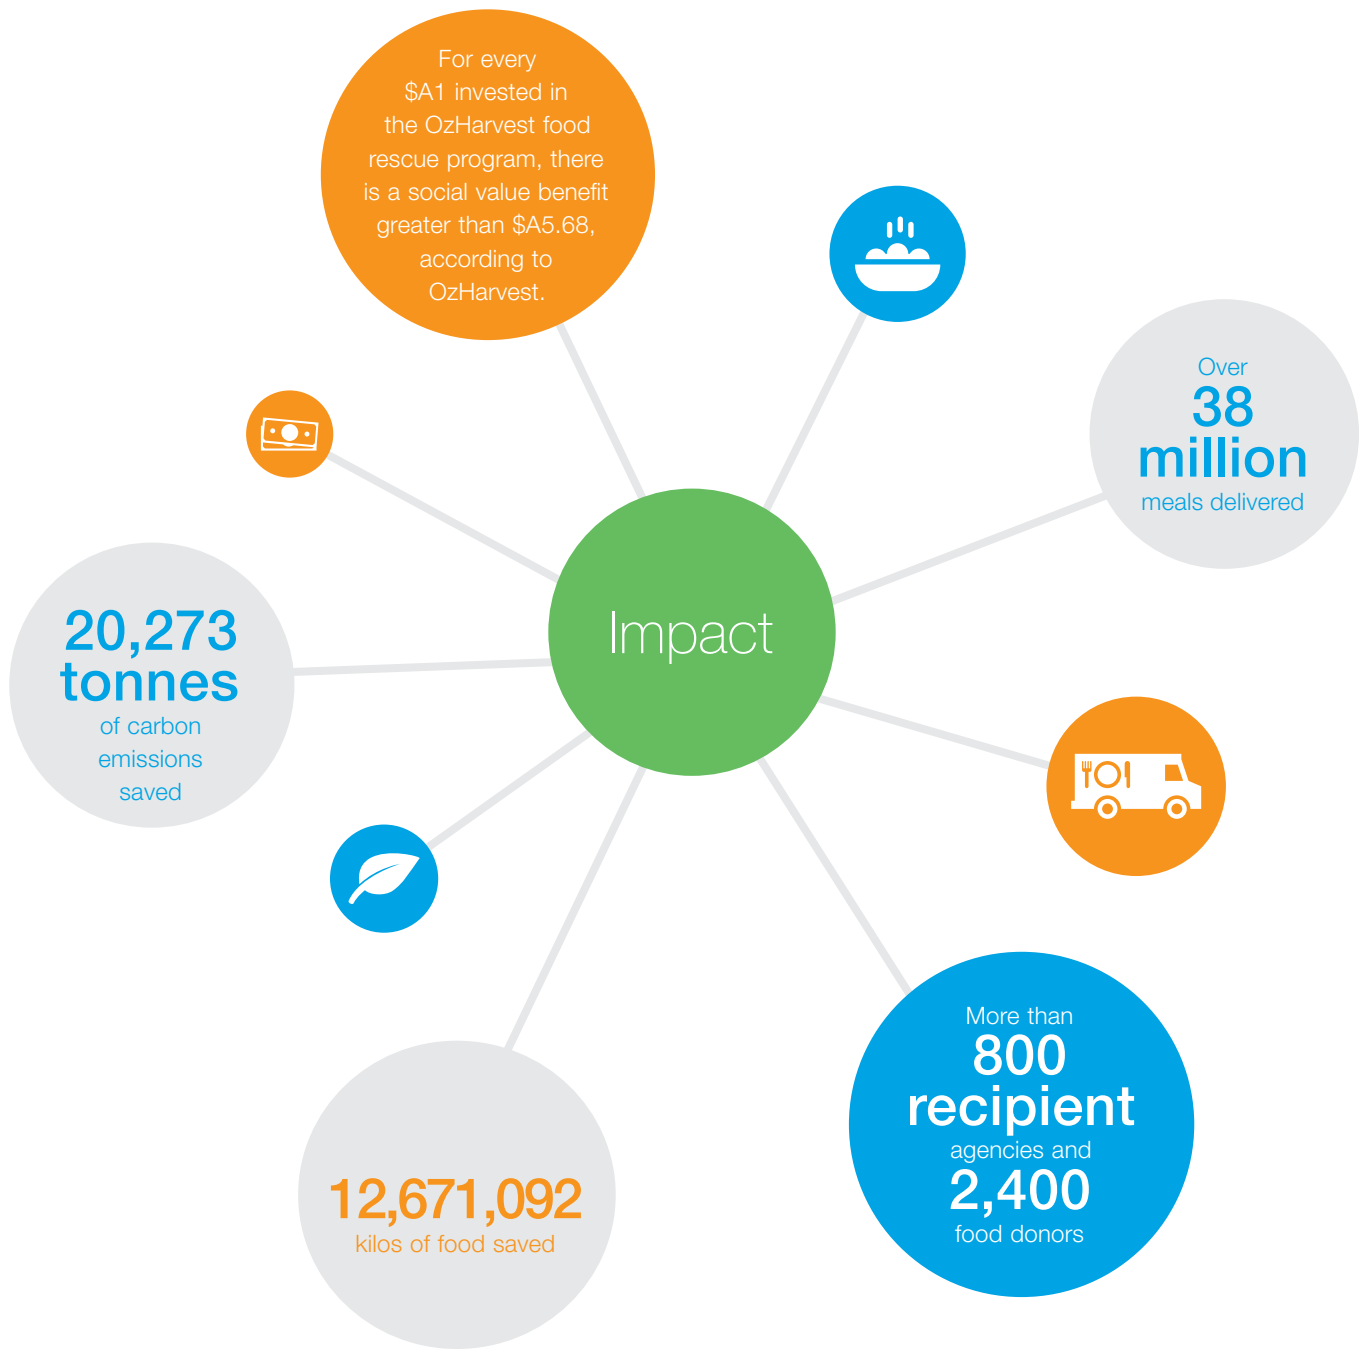 For every
$A1 invested in
the OzHarvest food
rescue program, there
is a social value benefit
greater than $A5.68,
according to
OzHarvest.
Over
38
million
meals delivered
Impact
20,273
tonnes
of carbon
emissions
saved
More than
800
recipient
agencies and
2,400
food donors
12,671,092
kilos of food saved